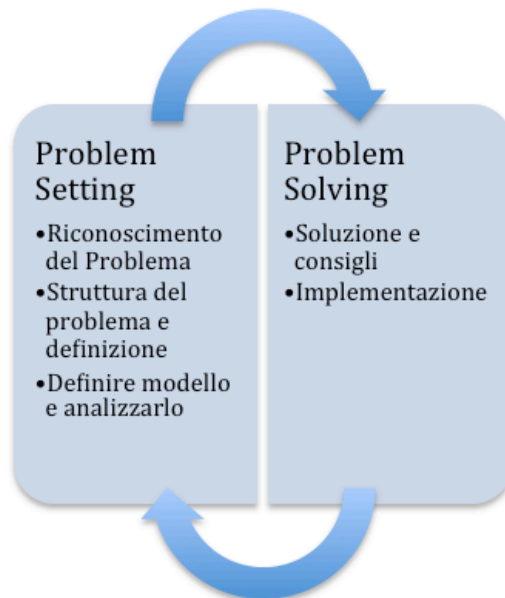 Problem
Setting
•Riconoscimento
del Problema
•Struttura del
problema e
definizione
•Definire modello
e analizzarlo
Problem
Solving
•Soluzione e
consigli
•Implementazione